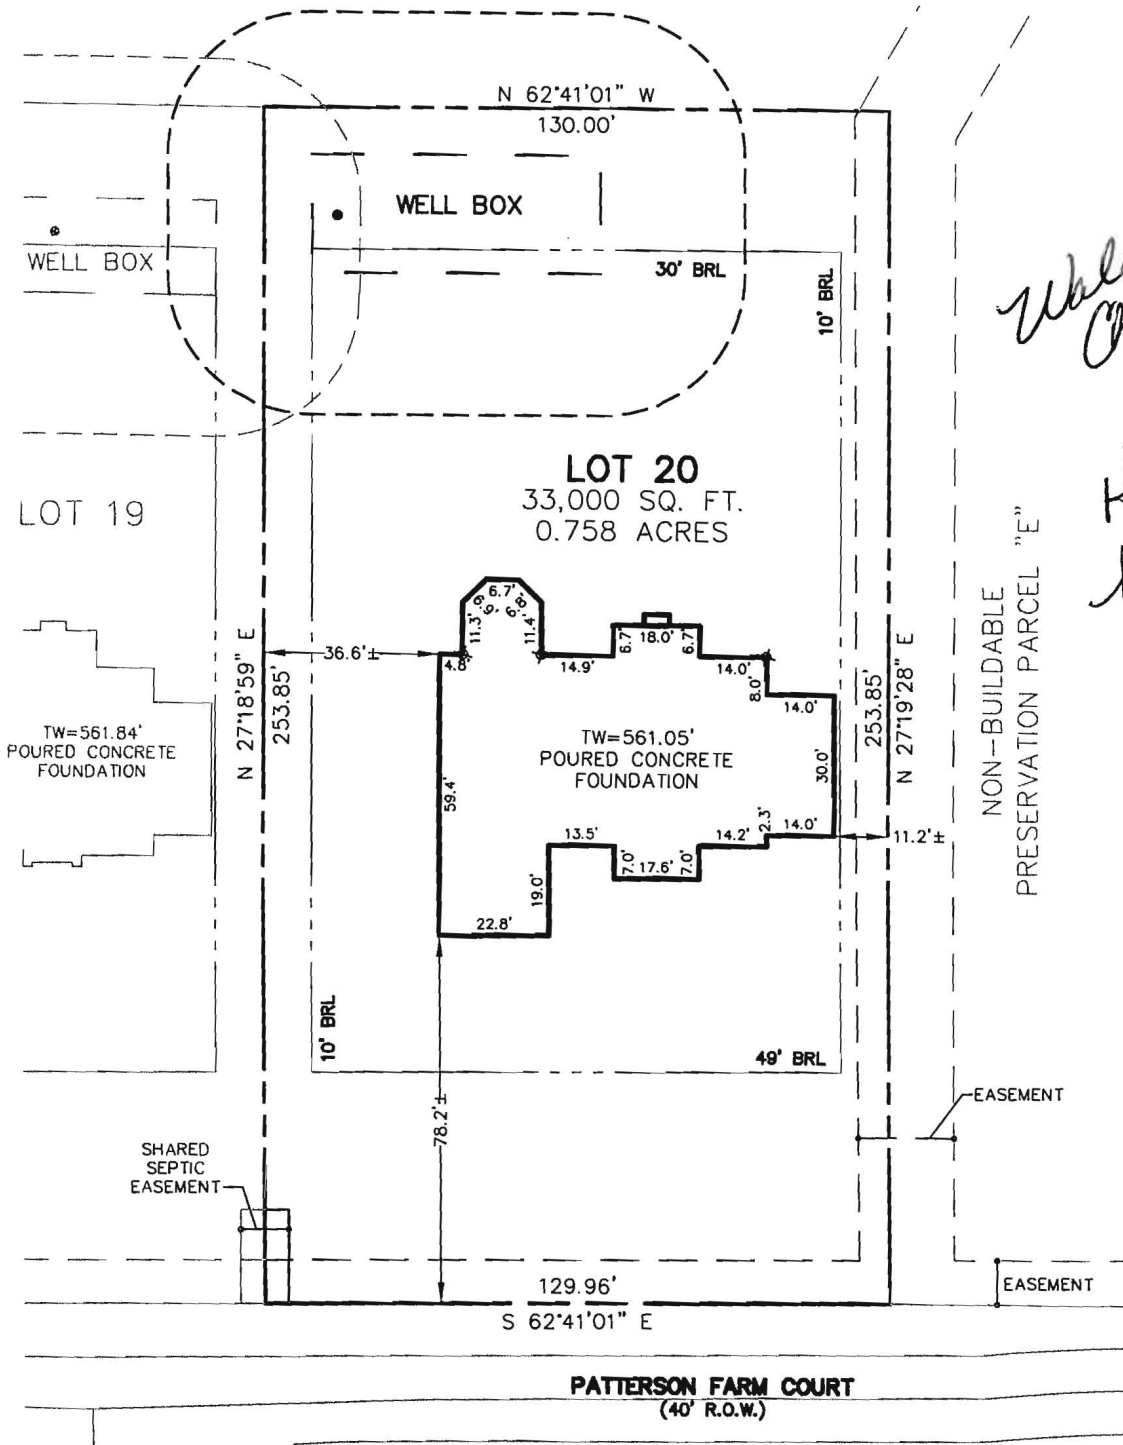 N 62°41'01" W
130.00'
WELL BOX
WELL BOX
30' BRL
10' BRL
LOT 20
33,000 SQ. FT.
0.758 ACRES
LOT 19
NON-BUILDABLE
PRESERVATION PARCEL "E"
6.7'
6.9'
6.8'
11.3'
11.4'
6.7'
18.0'
6.7'
36.6'±
4.8'
14.9'
14.0'
8.0'
14.0'
N 27°18'59" E
253.85'
253.85'
N 27°19'28" E
TW=561.84'
POURED CONCRETE
FOUNDATION
TW=561.05'
POURED CONCRETE
FOUNDATION
59.4'
30.0'
13.5'
14.2'
2.3'
14.0'
11.2'±
7.0'
17.6'
7.0'
19.0'
22.8'
10' BRL
49' BRL
78.2'±
EASEMENT
SHARED
SEPTIC
EASEMENT
129.96'
S 62°41'01" E
EASEMENT
PATTERSON FARM COURT
(40' R.O.W.)